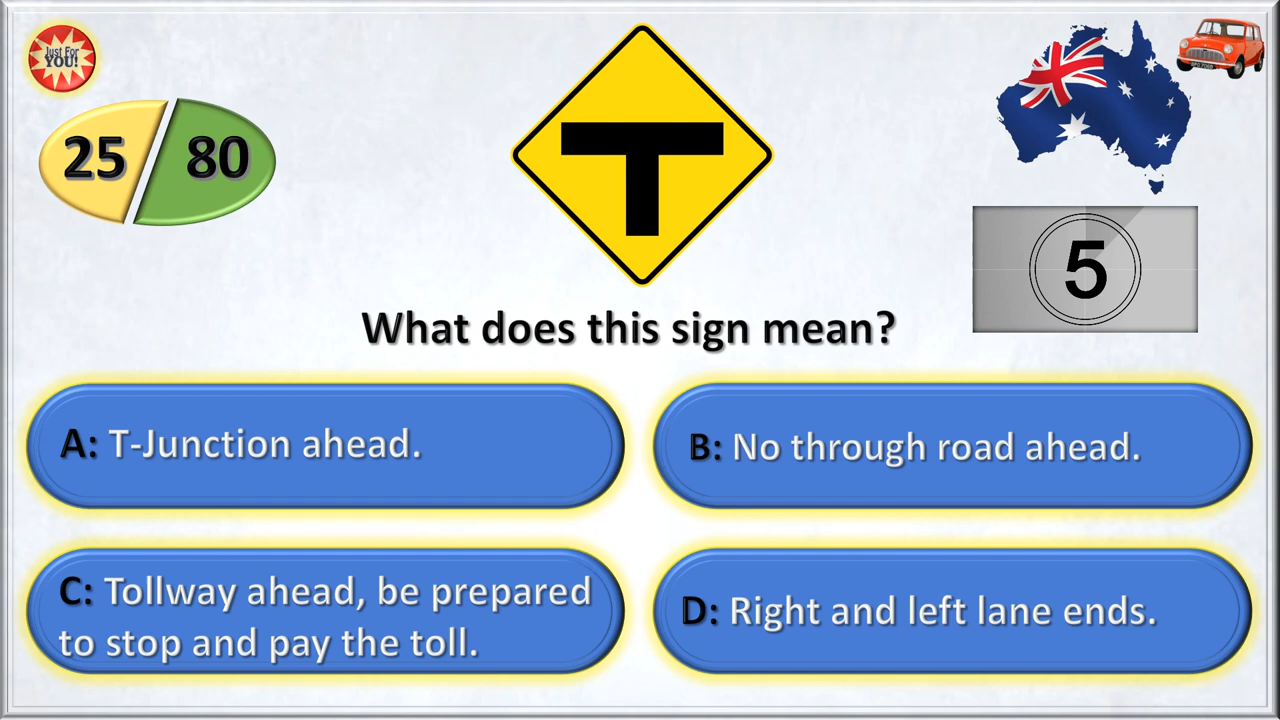 Just For
YOU!
25 80
5
What does this sign mean?
A: T-Junction ahead.
B: No through road ahead.
C: Tollway ahead, be prepared
to stop and pay the toll.
D: Right and left lane ends.